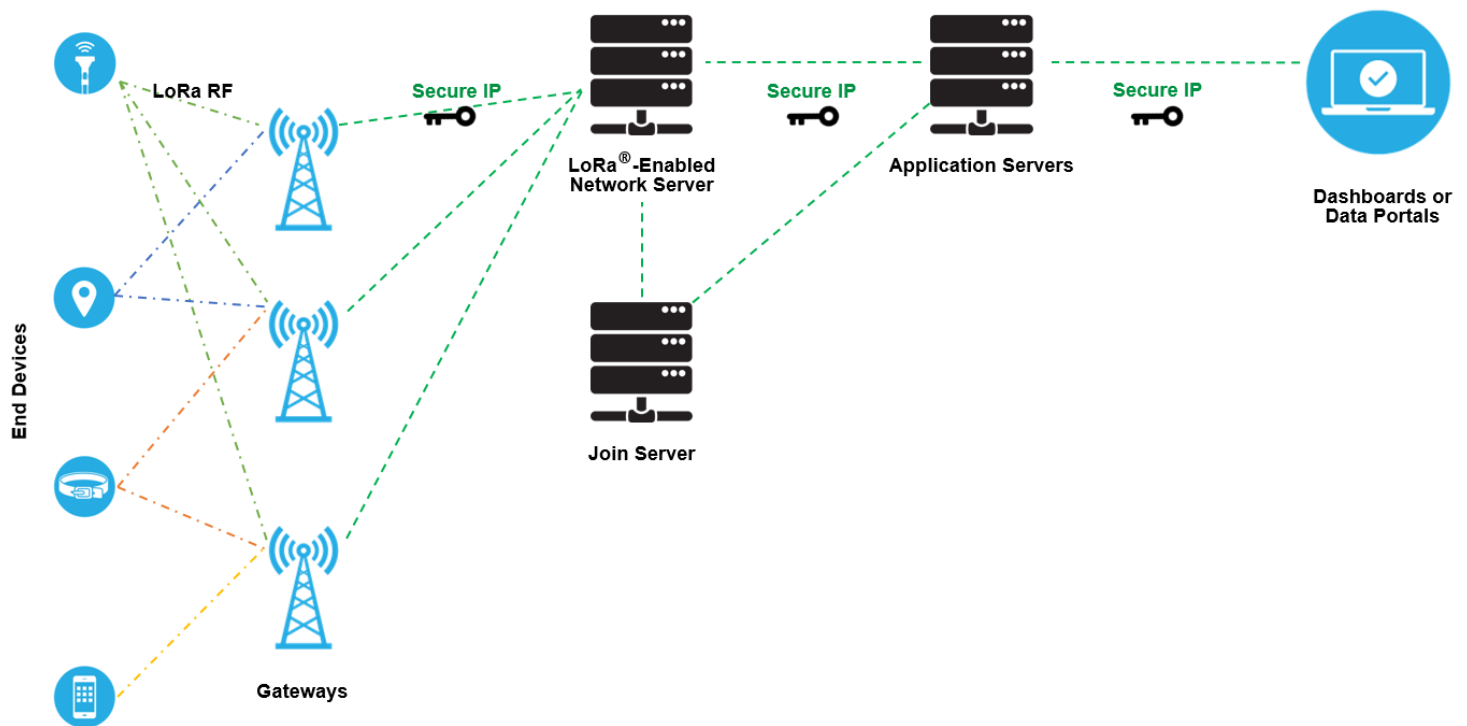 LoRa RF
Secure IP
Secure IP
Secure IP
LoRa®-Enabled
Network Server
Application Servers
Dashboards or
Data Portals
End Devices
Join Server
Gateways